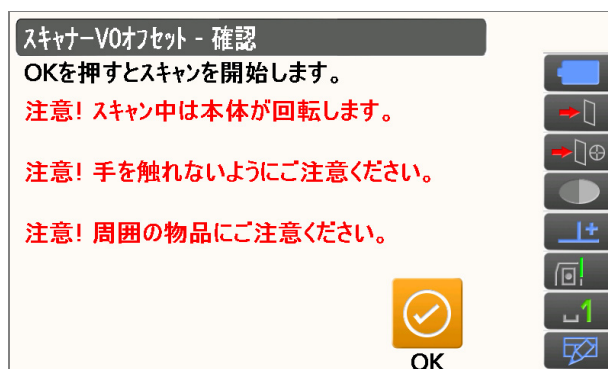 スキャナーV0オフセット - 確認
OKを押すとスキャンを開始します。
注意! スキャン中は本体が回転します。
注意! 手を触れないようにご注意ください。
注意! 周囲の物品にご注意ください。
1
OK